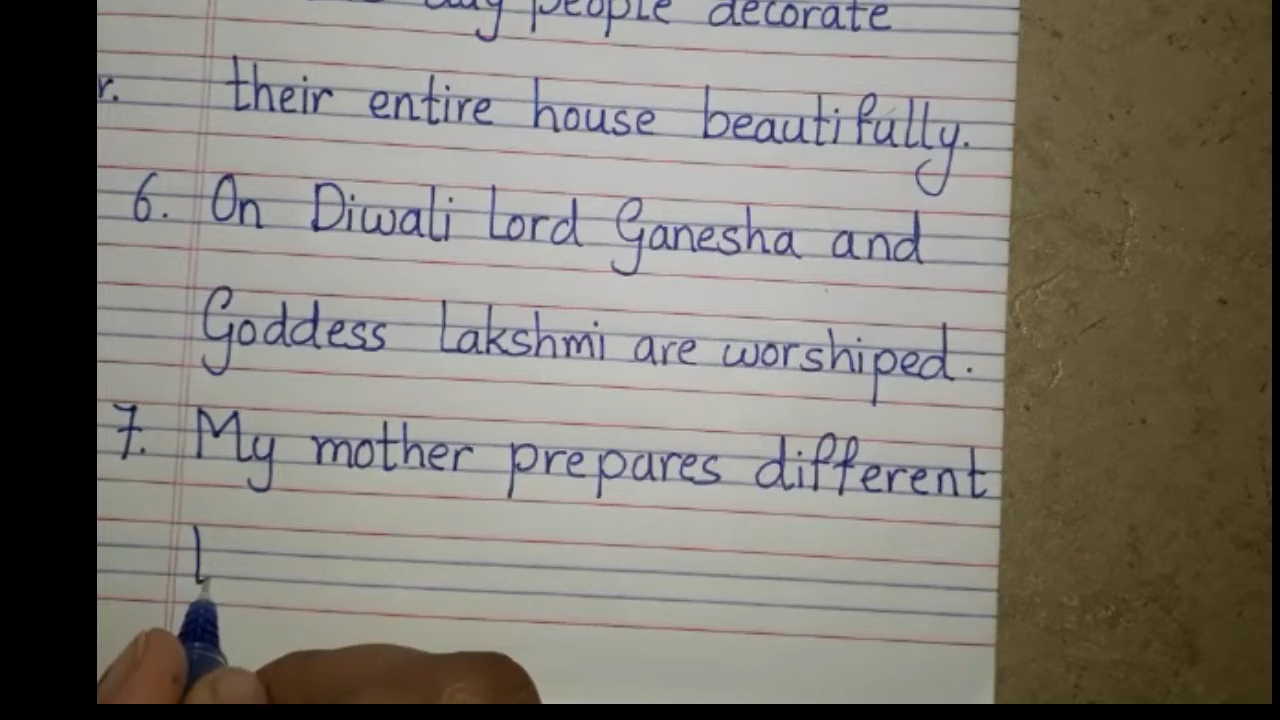 day people decorate
r. their entire house beautifully.
6. On Diwali Lord Ganesha and
Goddess Lakshmi are worshiped.
7. My mother prepares different